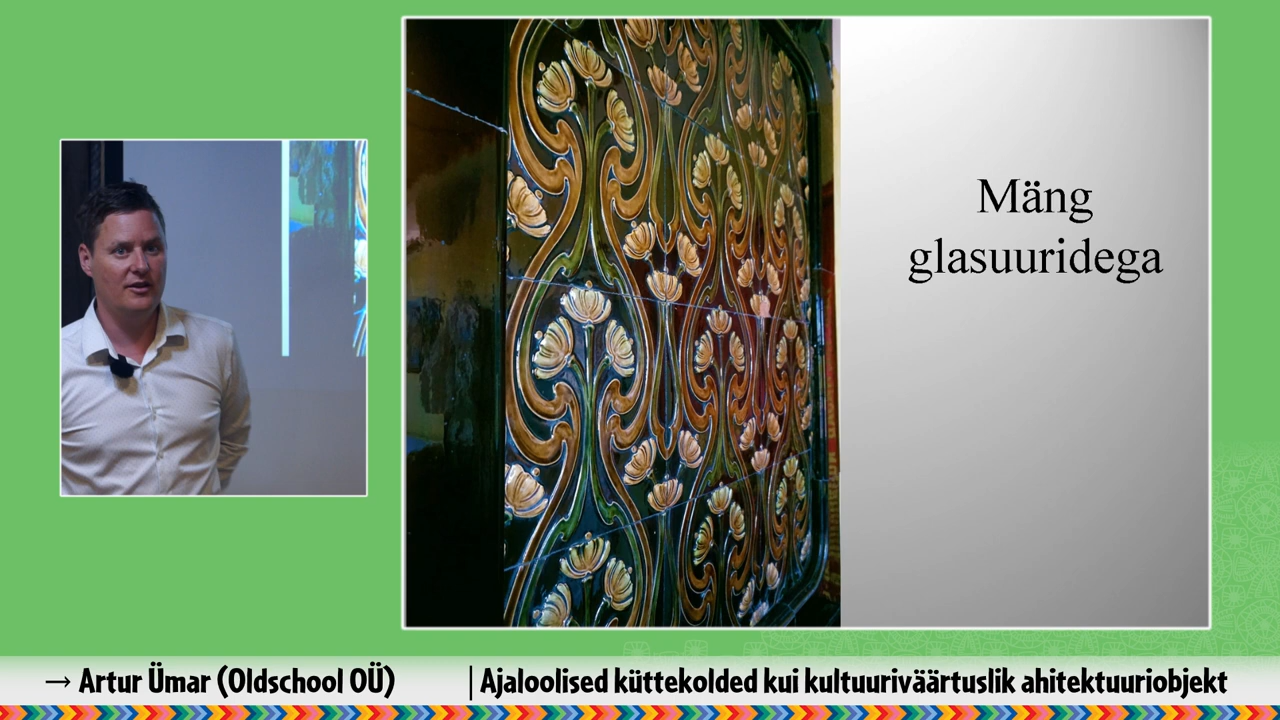 Mäng
glasuuridega
→ Artur Ümar (Oldschool OÜ) | Ajaloolised küttekolded kui kultuuriväärtuslik ahitektuuriobjekt